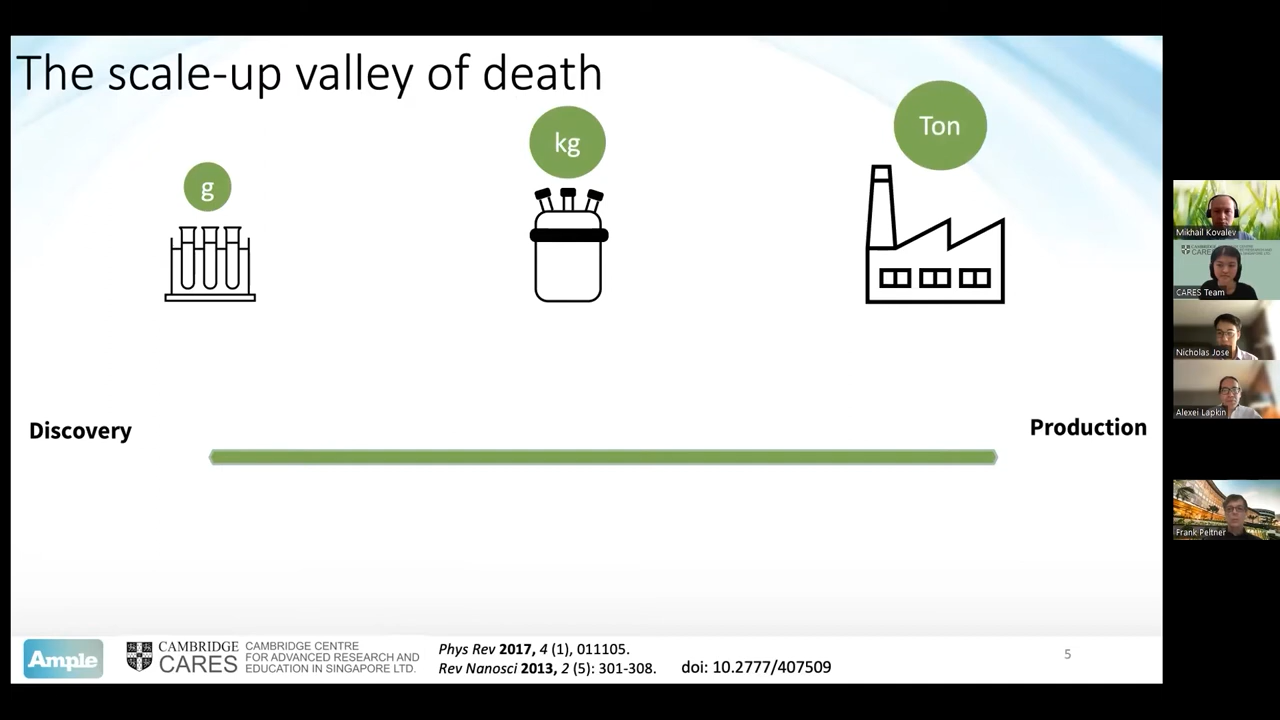 The scale-up valley of death
g
kg
Ton
Discovery
Production
Ample
CAMBRIDGE
CARES
CAMBRIDGE CENTRE
FOR ADVANCED RESEARCH AND
EDUCATION IN SINGAPORE LTD.
Phys Rev 2017, 4 (1), 011105.
Rev Nanosci 2013, 2 (5): 301-308.
doi: 10.2777/407509
5
Mikhail Kovalev
CARES
CARES Team
Nicholas Jose
Alexei Lapkin
Frank Peltner